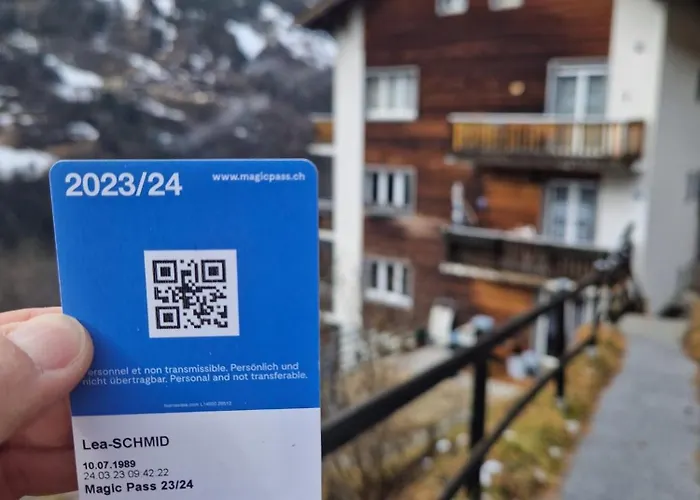 2023/24
www.magicpass.ch
Personnel et non transmissible. Persönlich und
nicht übertragbar. Personal and not transferable.
Lea-SCHMID
10.07.1989
24 03 23 09 42 22
Magic Pass 23/24